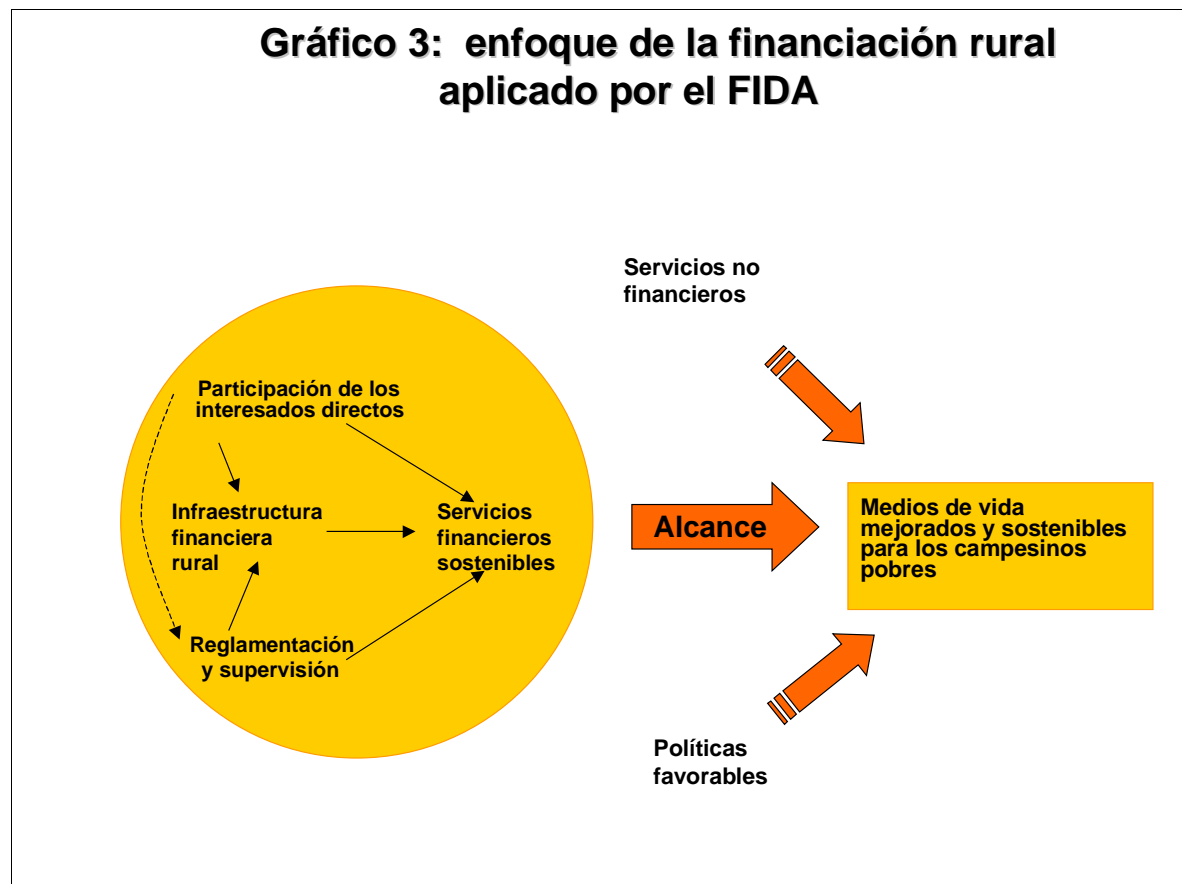 Gráfico 3:  enfoque de la financiación rural
aplicado por el FIDA
Servicios no
financieros
Participación de los
interesados directos
Infraestructura
financiera
rural
Servicios
financieros
sostenibles
Reglamentación
y supervisión
Alcance
Medios de vida
mejorados y sostenibles
para los campesinos
pobres
Políticas
favorables